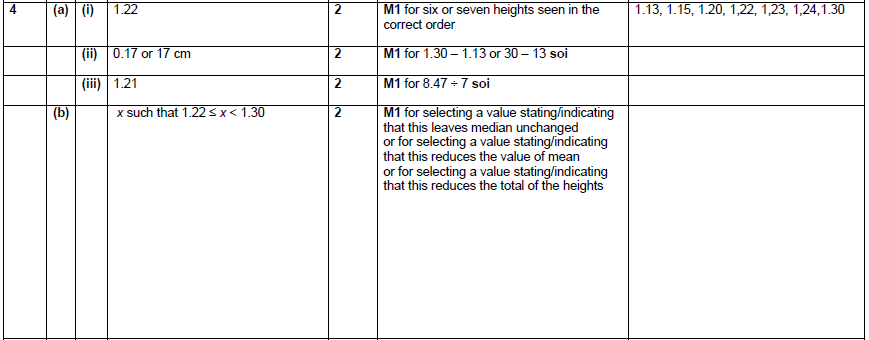 4 (a) (i) 1.22 2 M1 for six or seven heights seen in the 1.13, 1.15, 1.20, 1,22, 1,23, 1,24,1.30
correct order
(ii) 0.17 or 17 cm 2 M1 for 1.30 – 1.13 or 30 – 13 soi
(iii) 1.21 2 M1 for 8.47 ÷ 7 soi
(b) x such that 1.22 ≤ x < 1.30 2 M1 for selecting a value stating/indicating
that this leaves median unchanged
or for selecting a value stating/indicating
that this reduces the value of mean
or for selecting a value stating/indicating
that this reduces the total of the heights